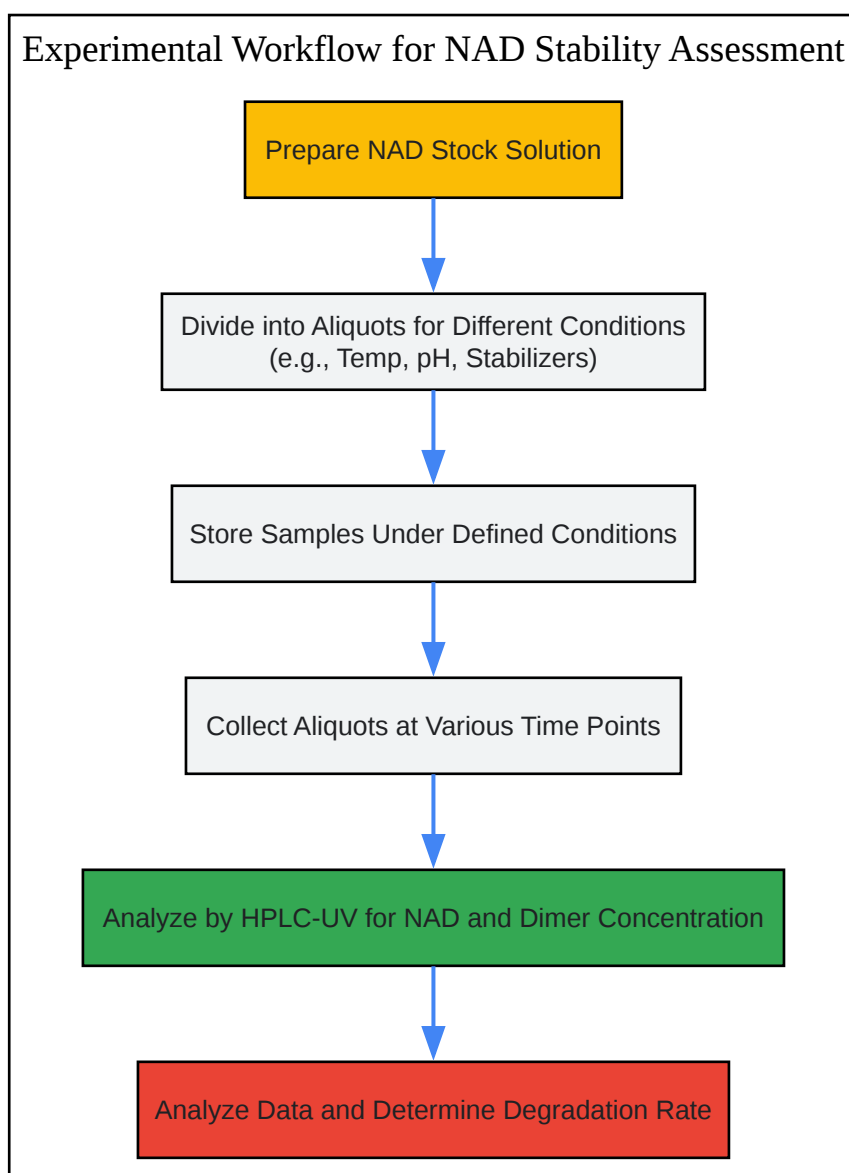 Experimental Workflow for NAD Stability Assessment
Prepare NAD Stock Solution
Divide into Aliquots for Different Conditions
(e.g., Temp, pH, Stabilizers)
Store Samples Under Defined Conditions
Collect Aliquots at Various Time Points
Analyze by HPLC-UV for NAD and Dimer Concentration
Analyze Data and Determine Degradation Rate